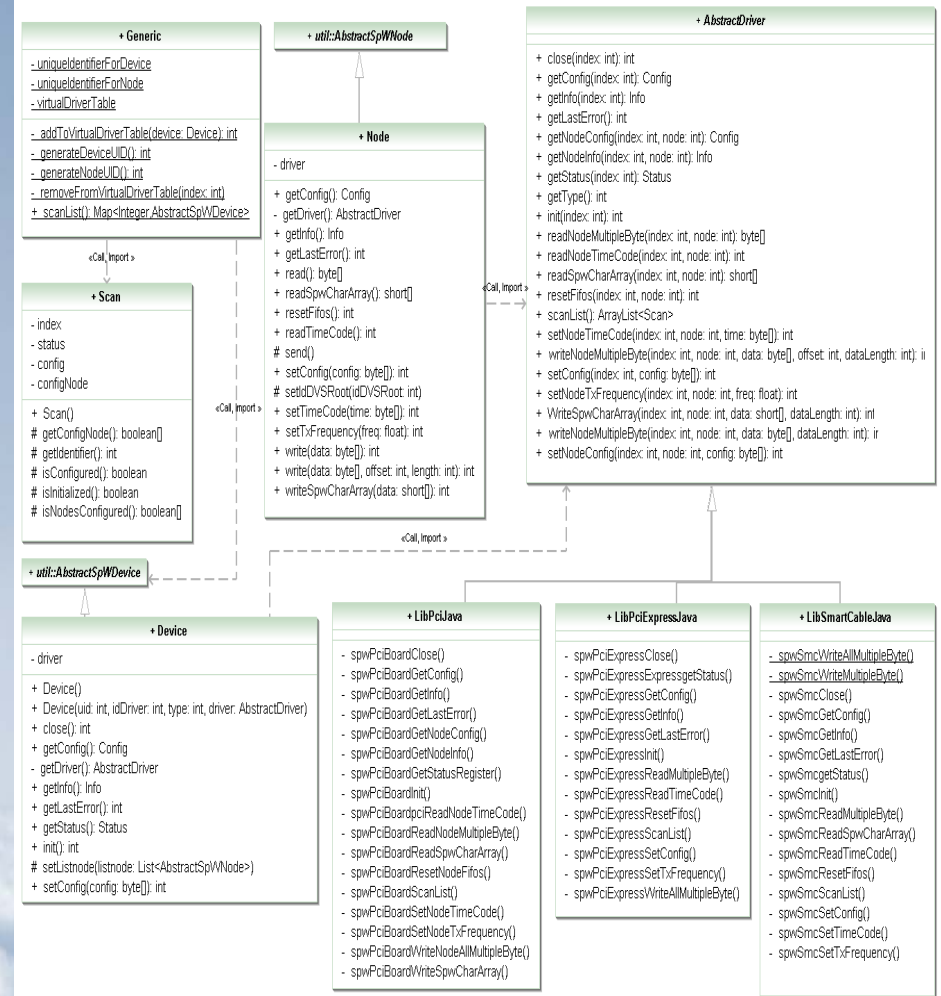 + Generic
- uniqueIdentifierForDevice
- uniqueIdentifierForNode
- virtualDriverTable
- addToVirtualDriverTable(device: Device): int
- generateDeviceUID(): int
- generateNodeUID(): int
- removeFromVirtualDriverTable(index: int)
+ scanList(): Map<Integer,AbstractSpWDevice>
«Call, Import »
+ Scan
- index
- status
- config
- configNode
+ Scan()
# getConfigNode(): boolean[]
# getIdentifier(): int
# isConfigured(): boolean
# isInitialized(): boolean
# isNodesConfigured(): boolean[]
«Call, Import »
+ util::AbstractSpWNode
+ Node
- driver
+ getConfig(): Config
- getDriver(): AbstractDriver
+ getInfo(): Info
+ getLastError(): int
+ read(): byte[]
+ readSpwCharArray(): short[]
+ resetFifos(): int
+ readTimeCode(): int
# send()
+ setConfig(config: byte[]): int
# setIdDVSRoot(idDVSRoot: int)
+ setTimeCode(time: byte[]): int
+ setTxFrequency(freq: float): int
+ write(data: byte[]): int
+ write(data: byte[], offset: int, length: int): int
+ writeSpwCharArray(data: short[]): int
«Call, Import »
+ AbstractDriver
+ close(index: int): int
+ getConfig(index: int): Config
+ getInfo(index: int): Info
+ getLastError(): int
+ getNodeConfig(index: int, node: int): Config
+ getNodeInfo(index: int, node: int): Info
+ getStatus(index: int): Status
+ getType(): int
+ init(index: int): int
+ readNodeMultipleByte(index: int, node: int): byte[]
+ readNodeTimeCode(index: int, node: int): int
+ readSpwCharArray(index: int, node: int): short[]
+ resetFifos(index: int, node: int): int
+ scanList(): ArrayList<Scan>
+ setNodeTimeCode(index: int, node: int, time: byte[]): int
+ writeNodeMultipleByte(index: int, node: int, data: byte[], offset: int, dataLength: int): i
+ setConfig(index: int, config: byte[]): int
+ setNodeTxFrequency(index: int, node: int, freq: float): int
+ WriteSpwCharArray(index: int, node: int, data: short[], dataLength: int): int
+ writeNodeMultipleByte(index: int, node: int, data: byte[], dataLength: int): ir
+ setNodeConfig(index: int, node: int, config: byte[]): int
«Call, Import »
+ util::AbstractSpWDevice
+ Device
- driver
+ Device()
+ Device(uid: int, idDriver: int, type: int, driver: AbstractDriver)
+ close(): int
+ getConfig(): Config
- getDriver(): AbstractDriver
+ getInfo(): Info
+ getLastError(): int
+ getStatus(): Status
+ init(): int
# setListnode(listnode: List<AbstractSpWNode>)
+ setConfig(config: byte[]): int
+ LibPciJava
- spwPciBoardClose()
- spwPciBoardGetConfig()
- spwPciBoardGetInfo()
- spwPciBoardGetLastError()
- spwPciBoardGetNodeConfig()
- spwPciBoardGetNodeInfo()
- spwPciBoardGetStatusRegister()
- spwPciBoardInit()
- spwPciBoardpciReadNodeTimeCode()
- spwPciBoardReadNodeMultipleByte()
- spwPciBoardReadSpwCharArray()
- spwPciBoardResetNodeFifos()
- spwPciBoardScanList()
- spwPciBoardSetNodeTimeCode()
- spwPciBoardSetNodeTxFrequency()
- spwPciBoardWriteNodeAllMultipleByte()
- spwPciBoardWriteSpwCharArray()
+ LibPciExpressJava
- spwPciExpressClose()
- spwPciExpressExpressgetStatus()
- spwPciExpressGetConfig()
- spwPciExpressGetInfo()
- spwPciExpressGetLastError()
- spwPciExpressInit()
- spwPciExpressReadMultipleByte()
- spwPciExpressReadTimeCode()
- spwPciExpressResetFifos()
- spwPciExpressScanList()
- spwPciExpressSetConfig()
- spwPciExpressSetTxFrequency()
- spwPciExpressWriteAllMultipleByte()
+ LibSmartCableJava
- spwSmcWriteAllMultipleByte()
- spwSmcWriteMultipleByte()
- spwSmcClose()
- spwSmcGetConfig()
- spwSmcGetInfo()
- spwSmcGetLastError()
- spwSmcgetStatus()
- spwSmcInit()
- spwSmcReadMultipleByte()
- spwSmcReadSpwCharArray()
- spwSmcReadTimeCode()
- spwSmcResetFifos()
- spwSmcScanList()
- spwSmcSetConfig()
- spwSmcSetTimeCode()
- spwSmcSetTxFrequency()